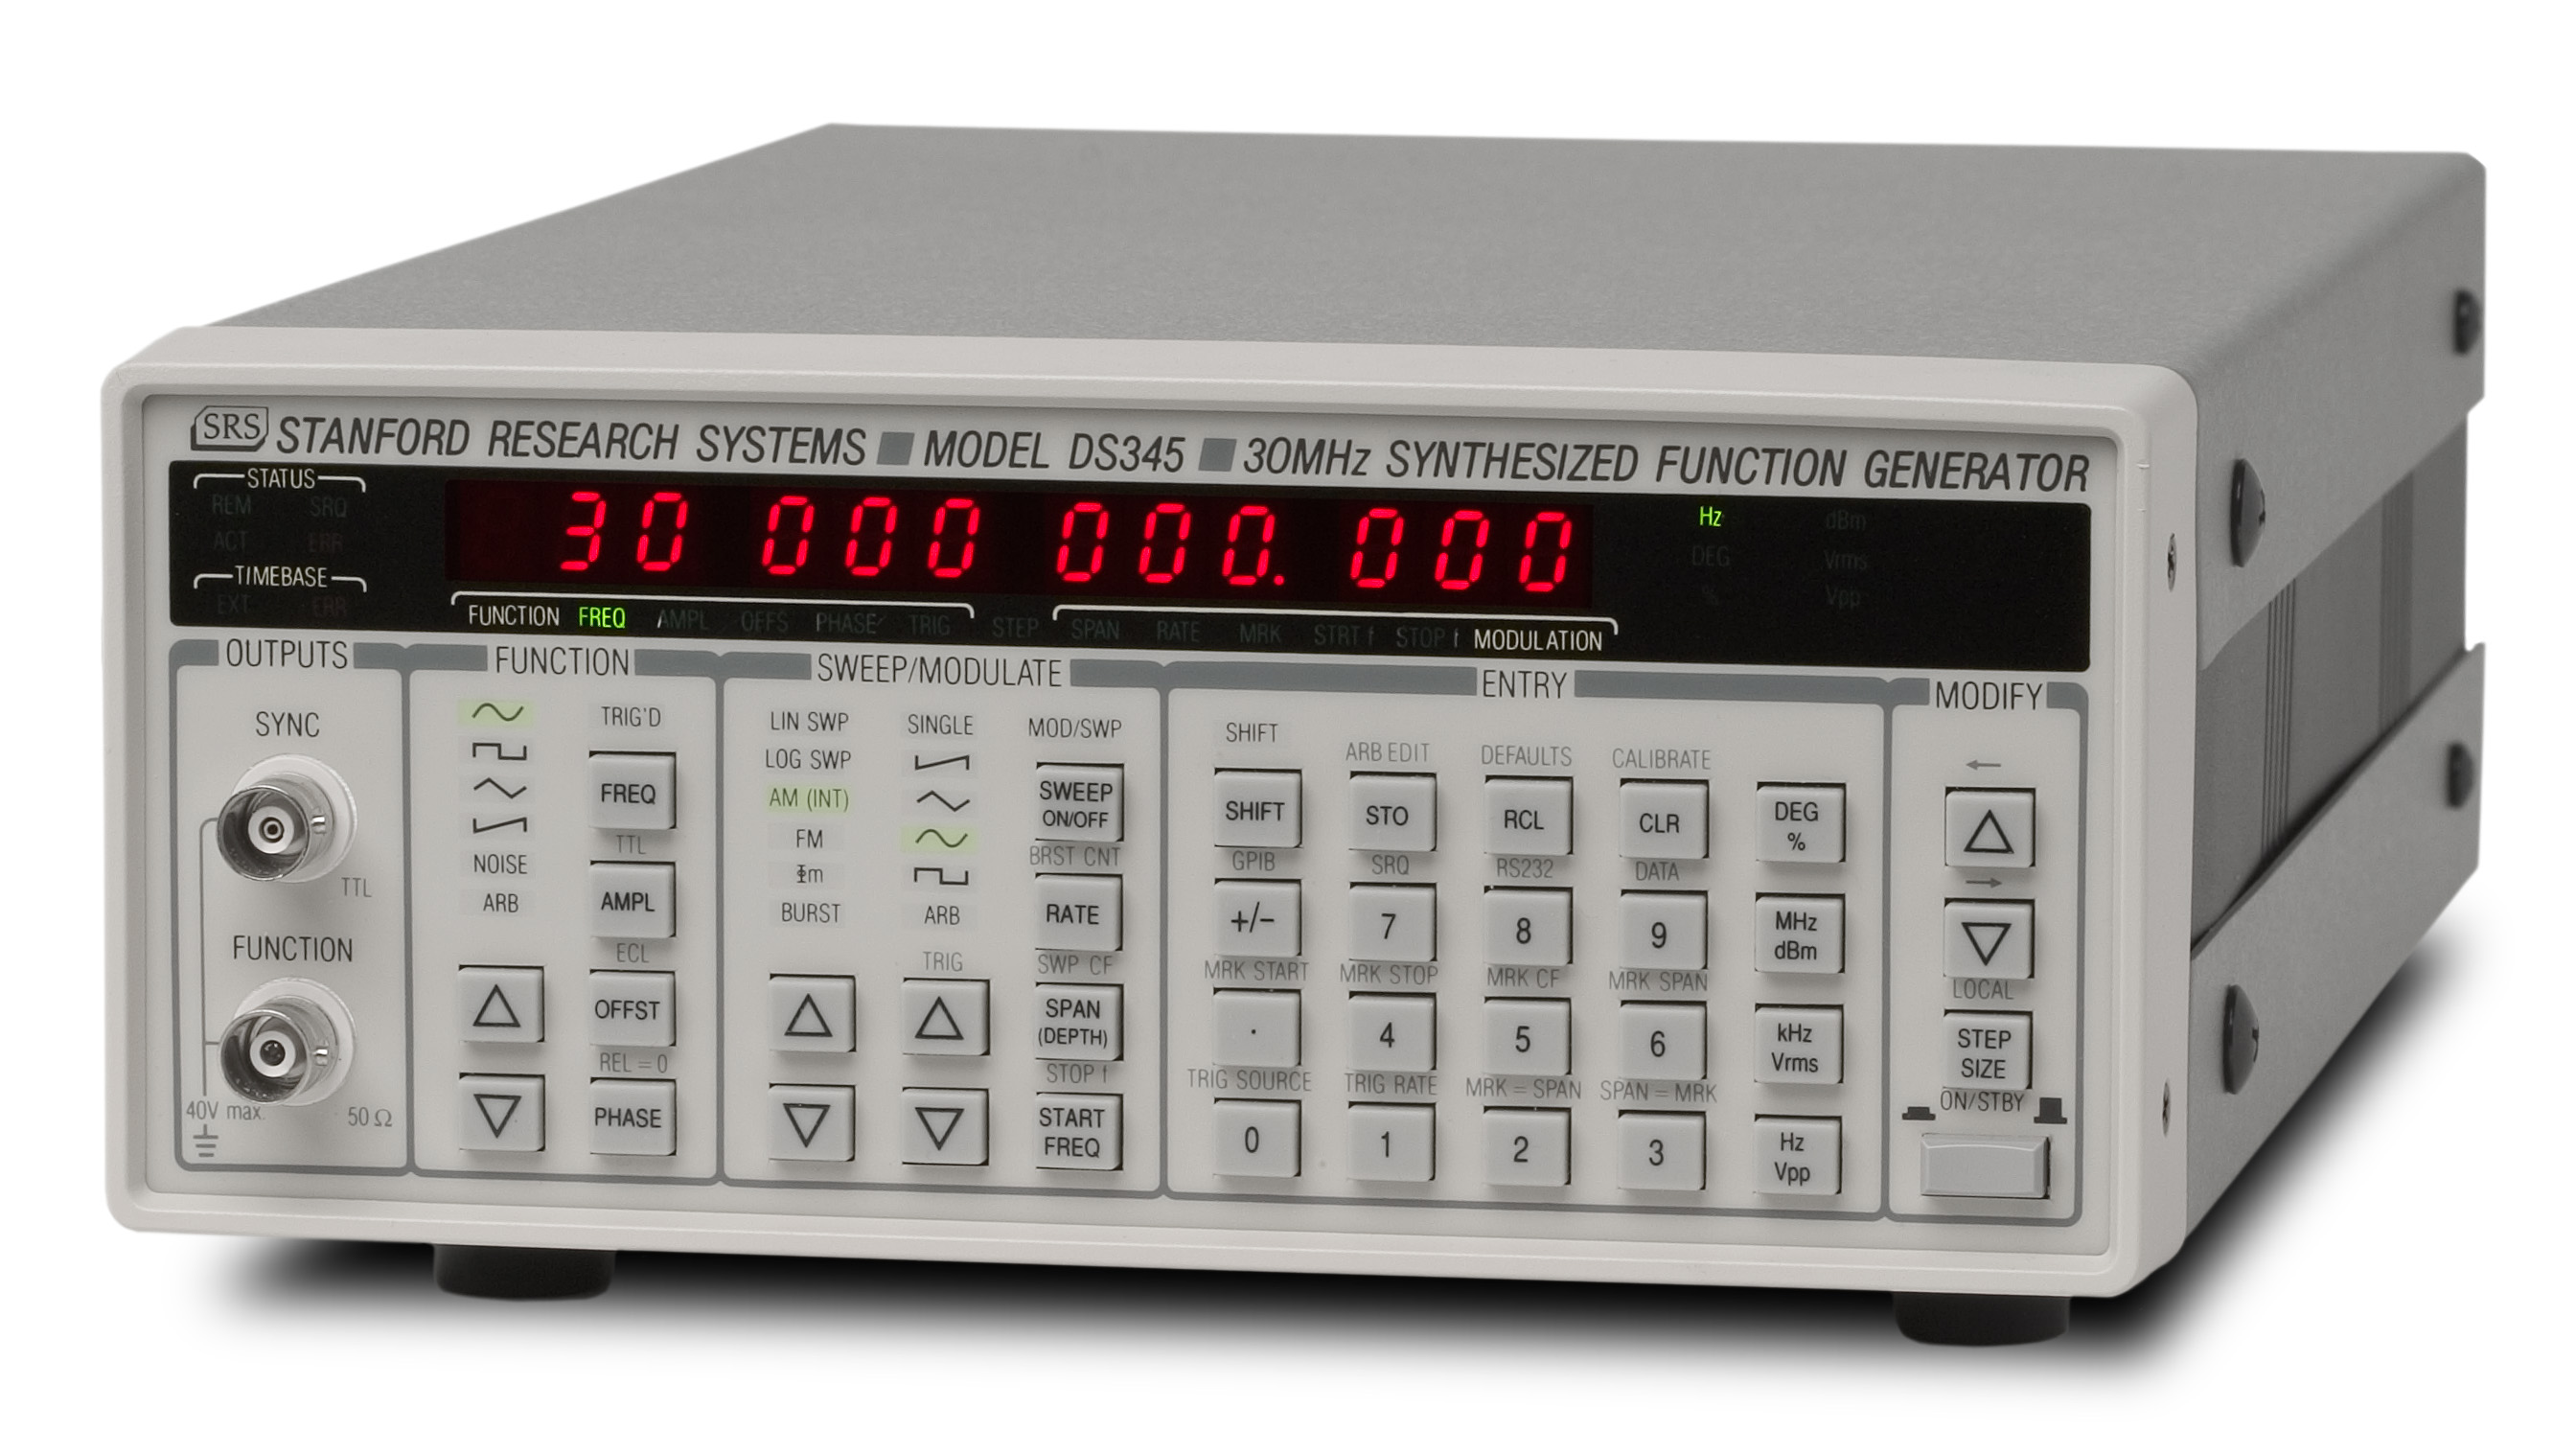 SRS STANFORD RESEARCH SYSTEMS MODEL DS345 30MHz SYNTHESIZED FUNCTION GENERATOR
STATUS
REM SRQ
ACT ERR
TIMEBASE
EXT ERR
30 000 000. 000
Hz dBm
DEG Vrms
% Vpp
FUNCTION FREQ AMPL OFFS PHASE TRIG STEP SPAN RATE MRK STRT f STOP f MODULATION
OUTPUTS
SYNC
TTL
FUNCTION
40V max.
50 Ω
FUNCTION
NOISE
ARB
TRIG'D
FREQ
TTL
AMPL
ECL
OFFST
REL = 0
PHASE
SWEEP/MODULATE
LIN SWP
LOG SWP
AM (INT)
FM
Φm
BURST
SINGLE
ARB
TRIG
MOD/SWP
SWEEP
ON/OFF
BRST CNT
RATE
SWP CF
SPAN
(DEPTH)
STOP f
START
FREQ
ENTRY
SHIFT ARB EDIT DEFAULTS CALIBRATE
SHIFT STO RCL CLR DEG
%
GPIB SRQ RS232 DATA
+/− 7 8 9 MHz
dBm
MRK START MRK STOP MRK CF MRK SPAN
. 4 5 6 kHz
Vrms
TRIG SOURCE TRIG RATE MRK = SPAN SPAN = MRK
0 1 2 3 Hz
Vpp
MODIFY
←
→
LOCAL
STEP
SIZE
ON/STBY